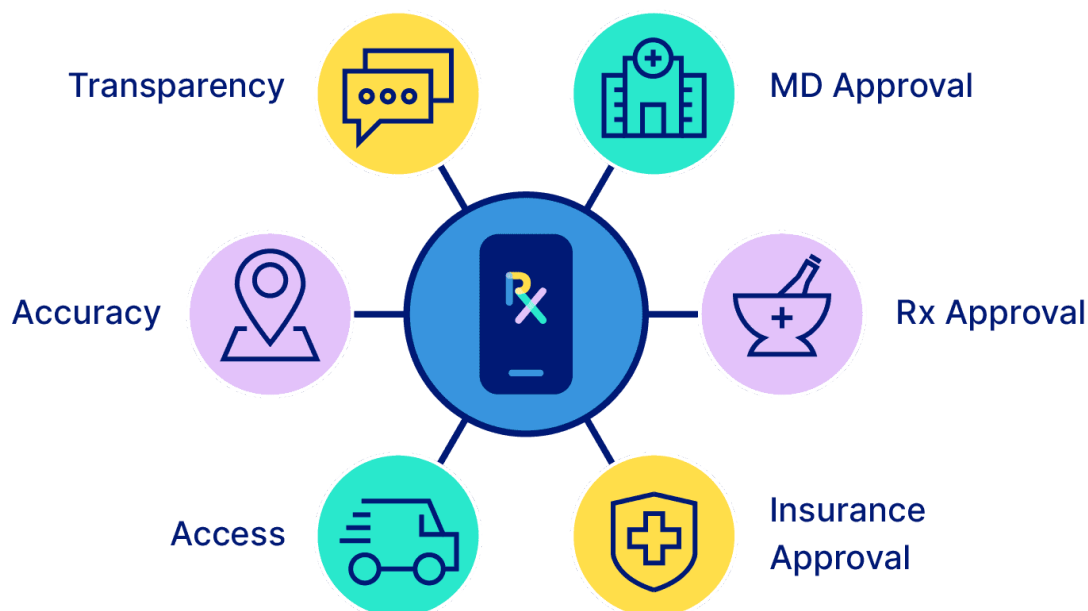 Transparency
MD Approval
Rx
Accuracy
Rx Approval
Access
Insurance
Approval